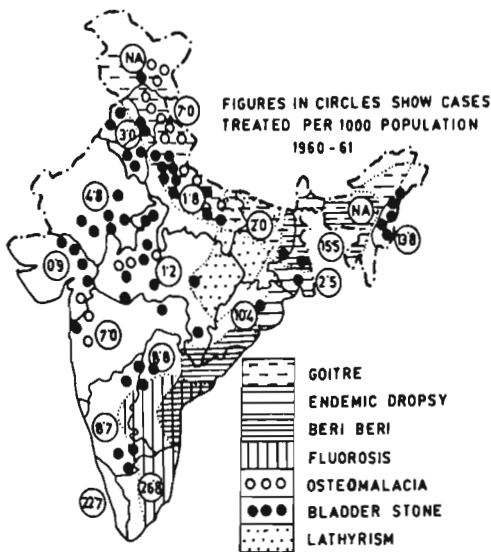 NA
7·0
FIGURES IN CIRCLES SHOW CASES
TREATED PER 1000 POPULATION
1960-61
3·0
4·8
1·8
NA
2·0
15·5
13·8
0·9
1·2
2·5
10·4
7·0
6·8
GOITRE
ENDEMIC DROPSY
BERI BERI
8·7
FLUOROSIS
26·8
OSTEOMALACIA
22·7
BLADDER STONE
LATHYRISM